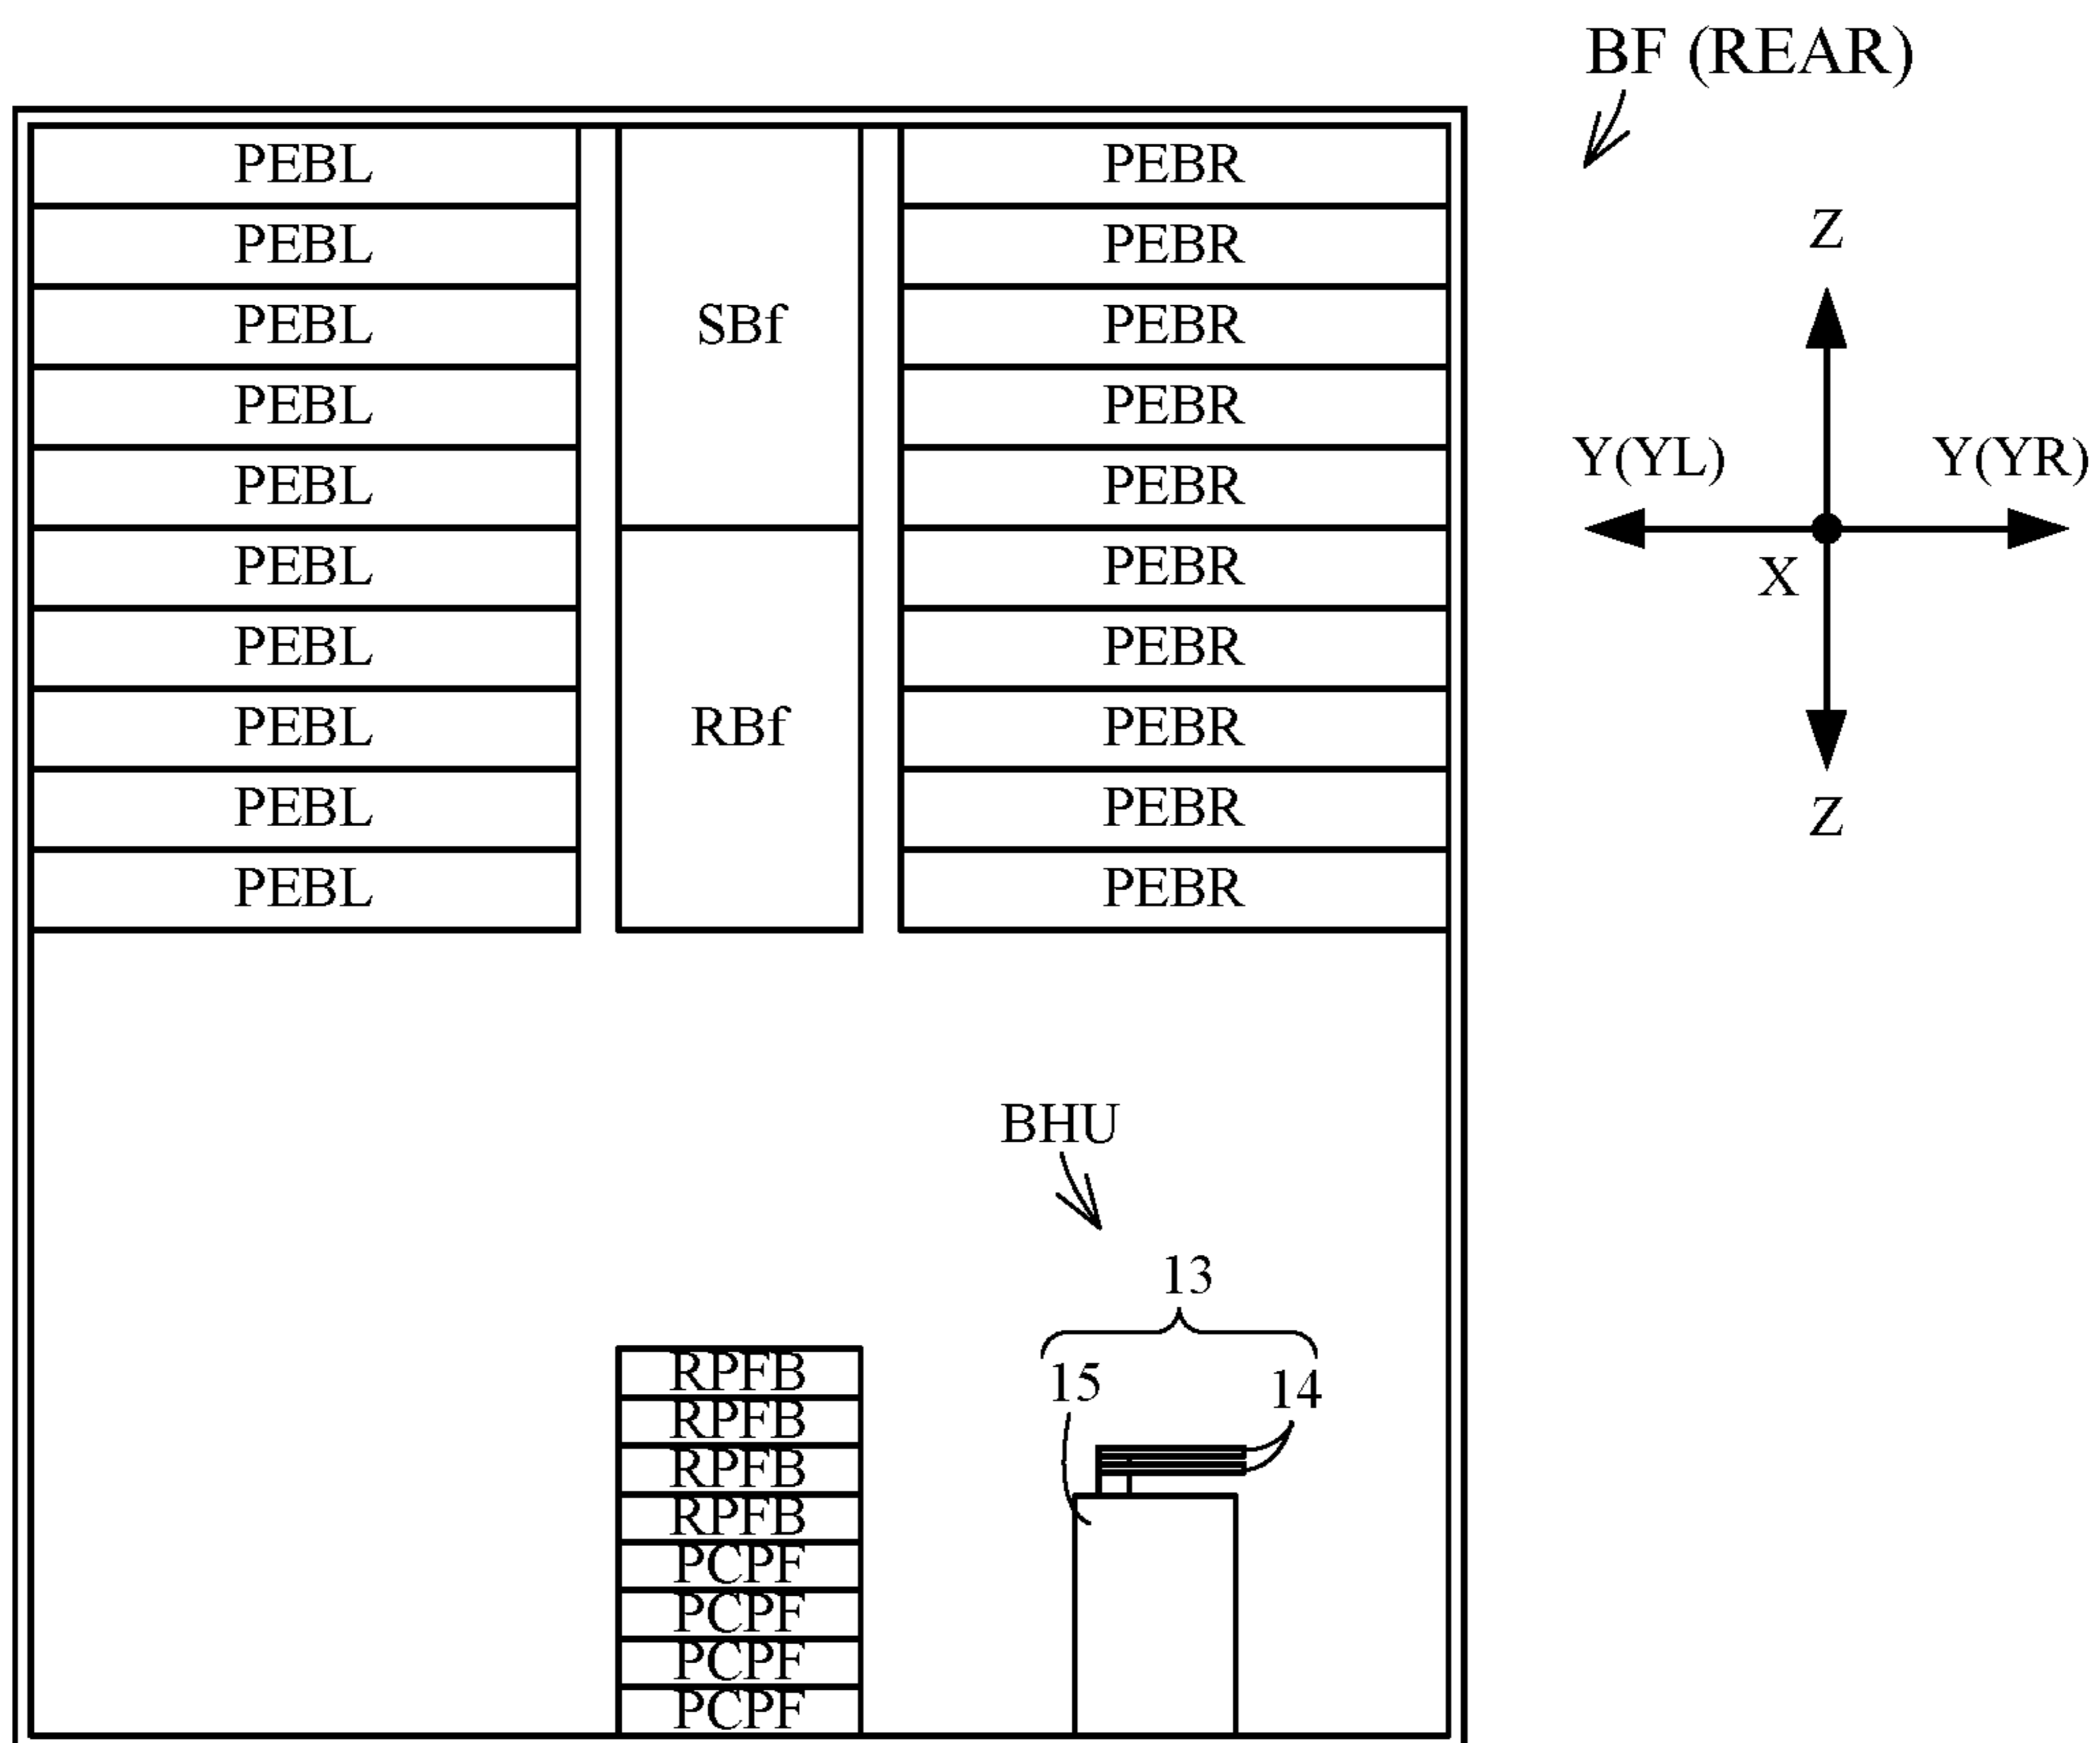 BF (REAR)
PEBL
PEBL
PEBL
PEBL
PEBL
PEBL
PEBL
PEBL
PEBL
PEBL
SBf
RBf
PEBR
PEBR
PEBR
PEBR
PEBR
PEBR
PEBR
PEBR
PEBR
PEBR
Z
Y(YL)
Y(YR)
X
Z
BHU
13
15
14
RPFB
RPFB
RPFB
RPFB
PCPF
PCPF
PCPF
PCPF